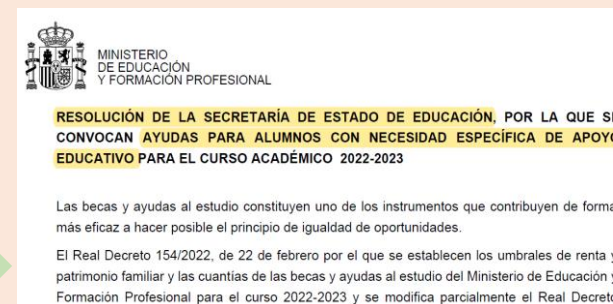 MINISTERIO
DE EDUCACIÓN
Y FORMACIÓN PROFESIONAL
RESOLUCIÓN DE LA SECRETARÍA DE ESTADO DE EDUCACIÓN, POR LA QUE SE
CONVOCAN AYUDAS PARA ALUMNOS CON NECESIDAD ESPECÍFICA DE APOYO
EDUCATIVO PARA EL CURSO ACADÉMICO 2022-2023
Las becas y ayudas al estudio constituyen uno de los instrumentos que contribuyen de forma
más eficaz a hacer posible el principio de igualdad de oportunidades.
El Real Decreto 154/2022, de 22 de febrero por el que se establecen los umbrales de renta y
patrimonio familiar y las cuantías de las becas y ayudas al estudio del Ministerio de Educación y
Formación Profesional para el curso 2022-2023 y se modifica parcialmente el Real Decreto